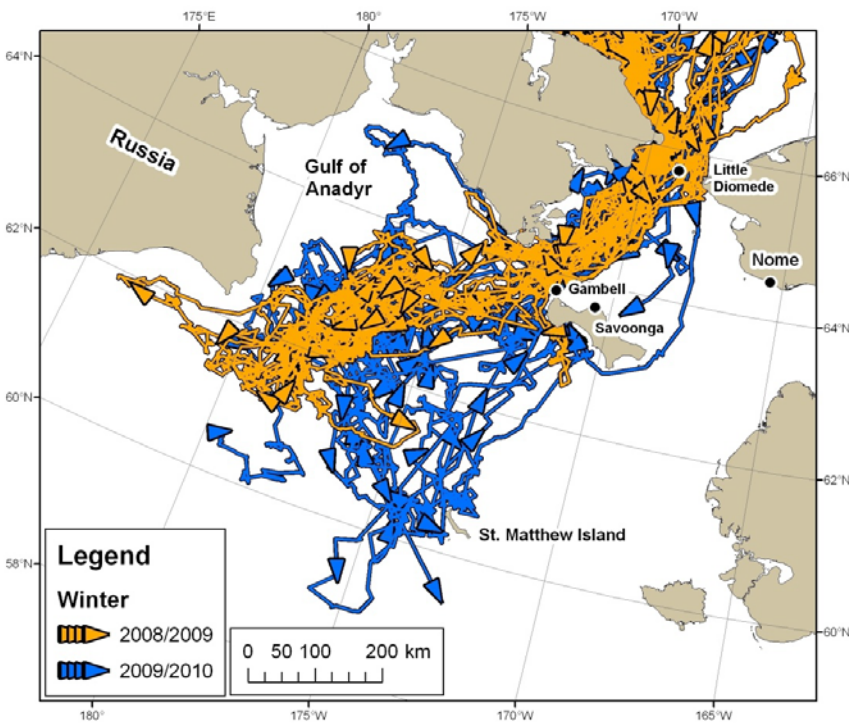 175°E 180° 175°W 170°W
64°N
Russia
Gulf of
Anadyr
Little
Diomede
66°N
62°N
Nome
Gambell
Savoonga
64°N
60°N
62°N
St. Matthew Island
Legend
58°N
Winter
2008/2009
2009/2010
0 50 100 200 km
60°N
180° 175°W 170°W 165°W